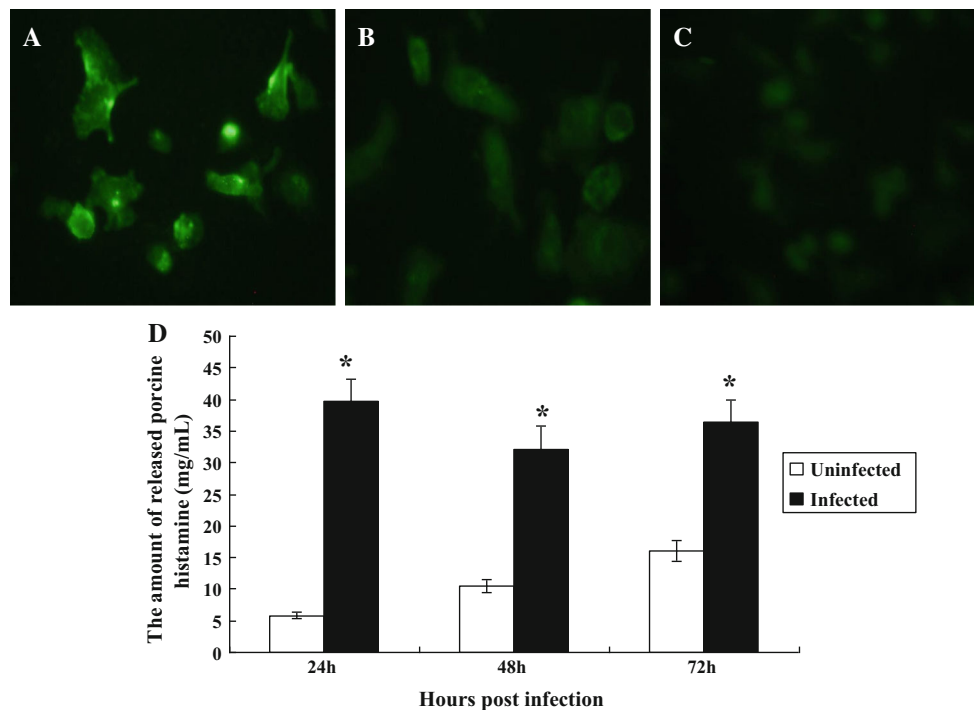 A
B
C
D
The amount of released porcine
histamine (mg/mL)
50
45
40
35
30
25
20
15
10
5
0
*
*
*
24h
48h
72h
Hours post infection
Uninfected
Infected